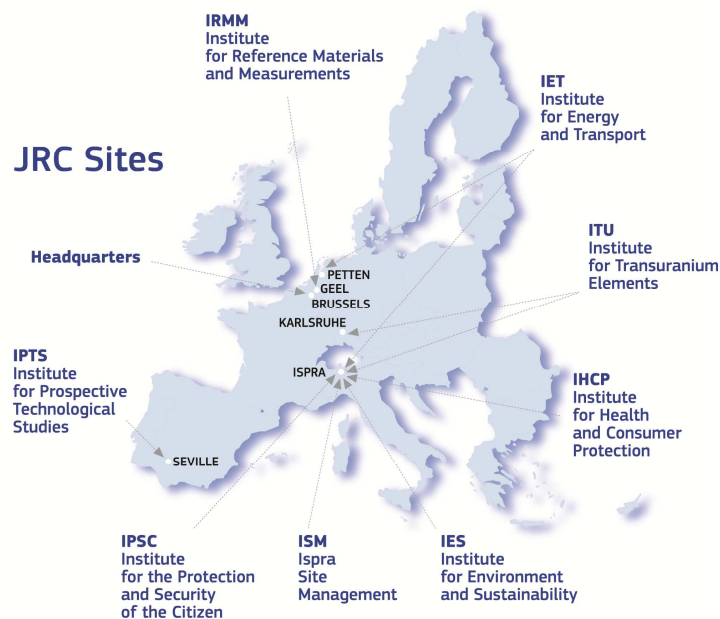 IRMM
Institute
for Reference Materials
and Measurements
IET
Institute
for Energy
and Transport
JRC Sites
ITU
Institute
for Transuranium
Elements
Headquarters
PETTEN
GEEL
BRUSSELS
KARLSRUHE
IPTS
Institute
for Prospective
Technological
Studies
ISPRA
IHCP
Institute
for Health
and Consumer
Protection
SEVILLE
IPSC
Institute
for the Protection
and Security
of the Citizen
ISM
Ispra
Site
Management
IES
Institute
for Environment
and Sustainability